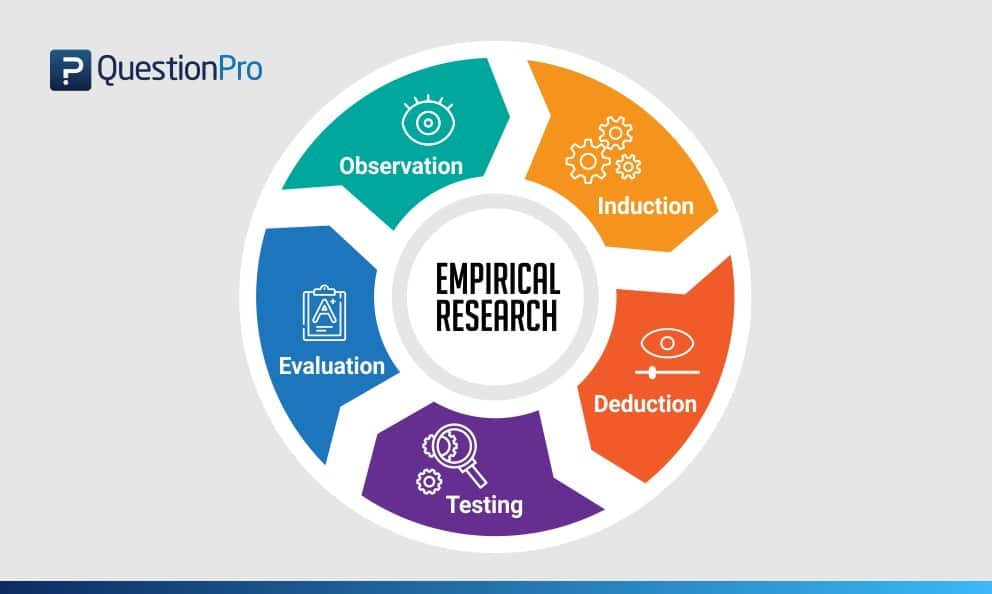 QuestionPro
Observation
Induction
Deduction
Testing
Evaluation
EMPIRICAL
RESEARCH